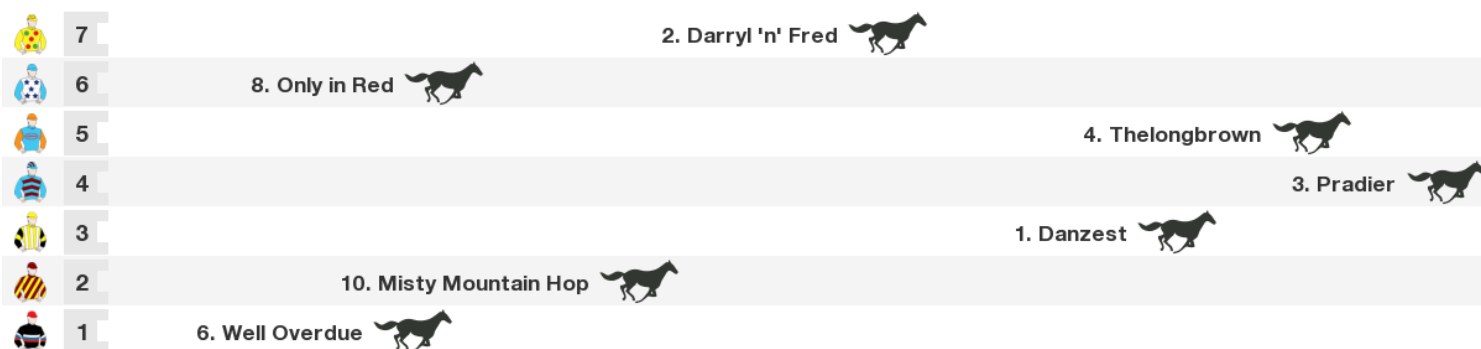 7 2. Darryl 'n' Fred
6 8. Only in Red
5 4. Thelongbrown
4 3. Pradier
3 1. Danzest
2 10. Misty Mountain Hop
1 6. Well Overdue